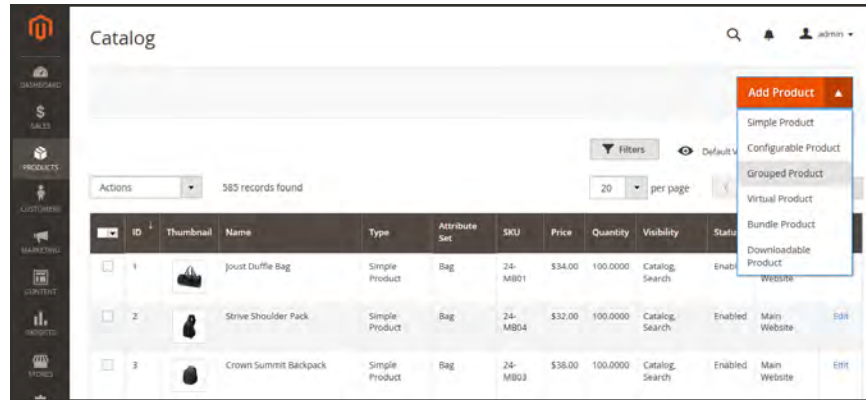 Catalog
admin
DASHBOARD
SALES
PRODUCTS
CUSTOMERS
MARKETING
CONTENT
REPORTS
STORES
Add Product
Simple Product
Configurable Product
Grouped Product
Virtual Product
Bundle Product
Downloadable
Product
Filters
Default V
Actions
585 records found
20
per page
ID Thumbnail Name Type Attribute Set SKU Price Quantity Visibility Statu
1 Joust Duffle Bag Simple Product Bag 24-MB01 $34.00 100.0000 Catalog, Search Enabl
Website
2 Strive Shoulder Pack Simple Product Bag 24-MB04 $32.00 100.0000 Catalog, Search Enabled Main Website Edit
3 Crown Summit Backpack Simple Product Bag 24-MB03 $38.00 100.0000 Catalog, Search Enabled Main Website Edit